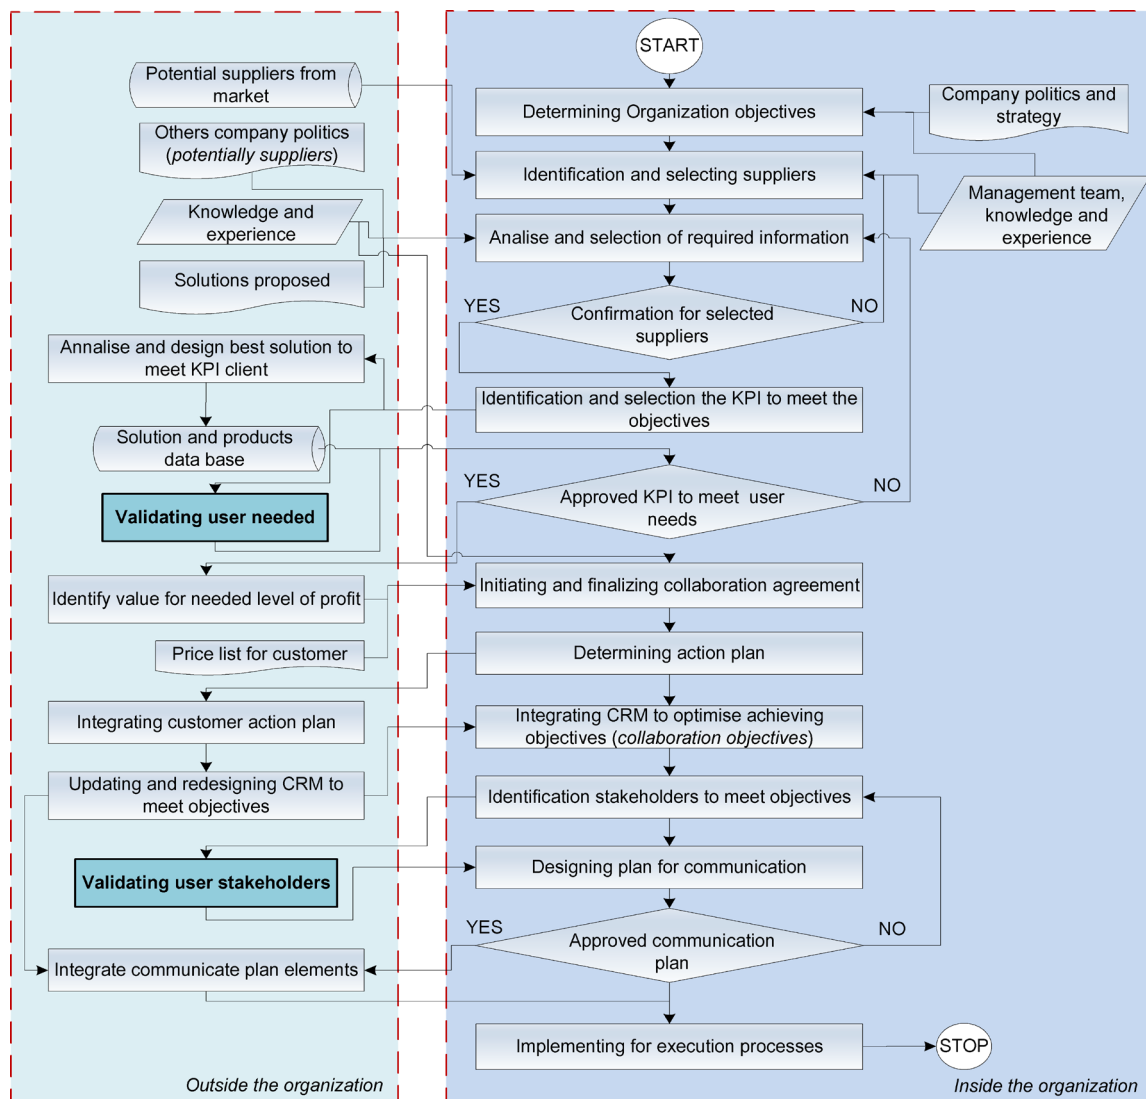 START
Potential suppliers from
market
Determining Organization objectives
Company politics and
strategy
Others company politics
(potentially suppliers)
Identification and selecting suppliers
Management team,
knowledge and
experience
Knowledge and
experience
Analise and selection of required information
Solutions proposed
YES
NO
Confirmation for selected
suppliers
Annalise and design best solution to
meet KPI client
Identification and selection the KPI to meet the
objectives
Solution and products
data base
YES
NO
Approved KPI to meet user
needs
Validating user needed
Initiating and finalizing collaboration agreement
Identify value for needed level of profit
Price list for customer
Determining action plan
Integrating customer action plan
Integrating CRM to optimise achieving
objectives (collaboration objectives)
Updating and redesigning CRM to
meet objectives
Identification stakeholders to meet objectives
Designing plan for communication
Validating user stakeholders
YES
NO
Approved communication
plan
Integrate communicate plan elements
Implementing for execution processes
STOP
Outside the organization
Inside the organization